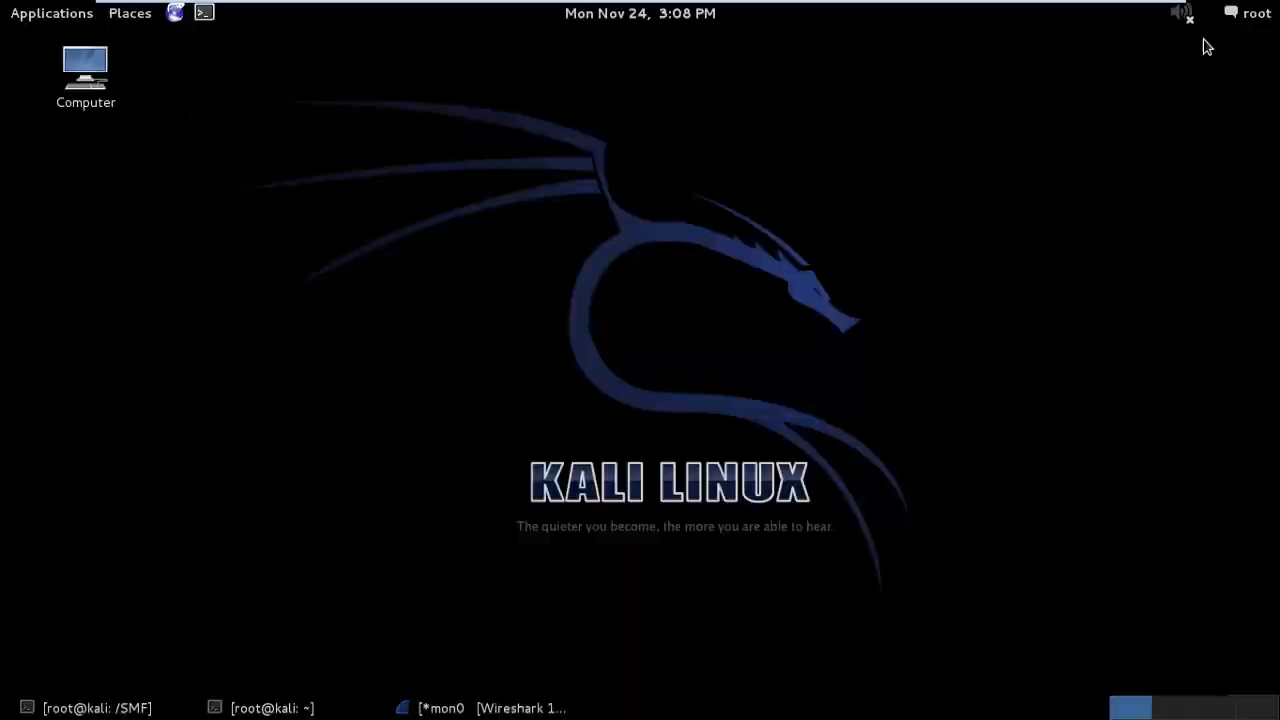 Applications Places Mon Nov 24, 3:08 PM root
Computer
KALI LINUX
The quieter you become, the more you are able to hear.
[root@kali: /SMF] [root@kali: ~] [*mon0 [Wireshark 1...